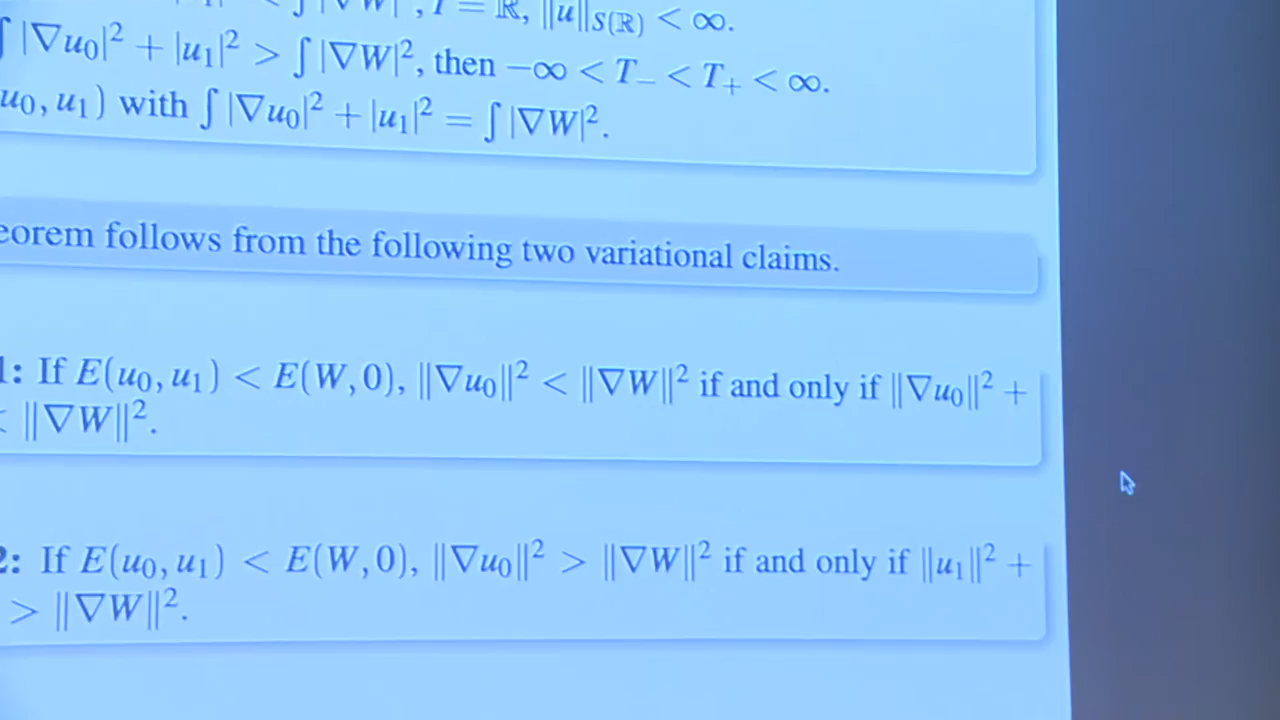 ∫|∇W|², I = ℝ, ‖u‖_{S(ℝ)} < ∞.
∫|∇u₀|² + |u₁|² > ∫|∇W|², then −∞ < T₋ < T₊ < ∞.
u₀, u₁) with ∫|∇u₀|² + |u₁|² = ∫|∇W|².
eorem follows from the following two variational claims.
1: If E(u₀, u₁) < E(W, 0), ‖∇u₀‖² < ‖∇W‖² if and only if ‖∇u₀‖² +
< ‖∇W‖².
2: If E(u₀, u₁) < E(W, 0), ‖∇u₀‖² > ‖∇W‖² if and only if ‖u₁‖² +
> ‖∇W‖².